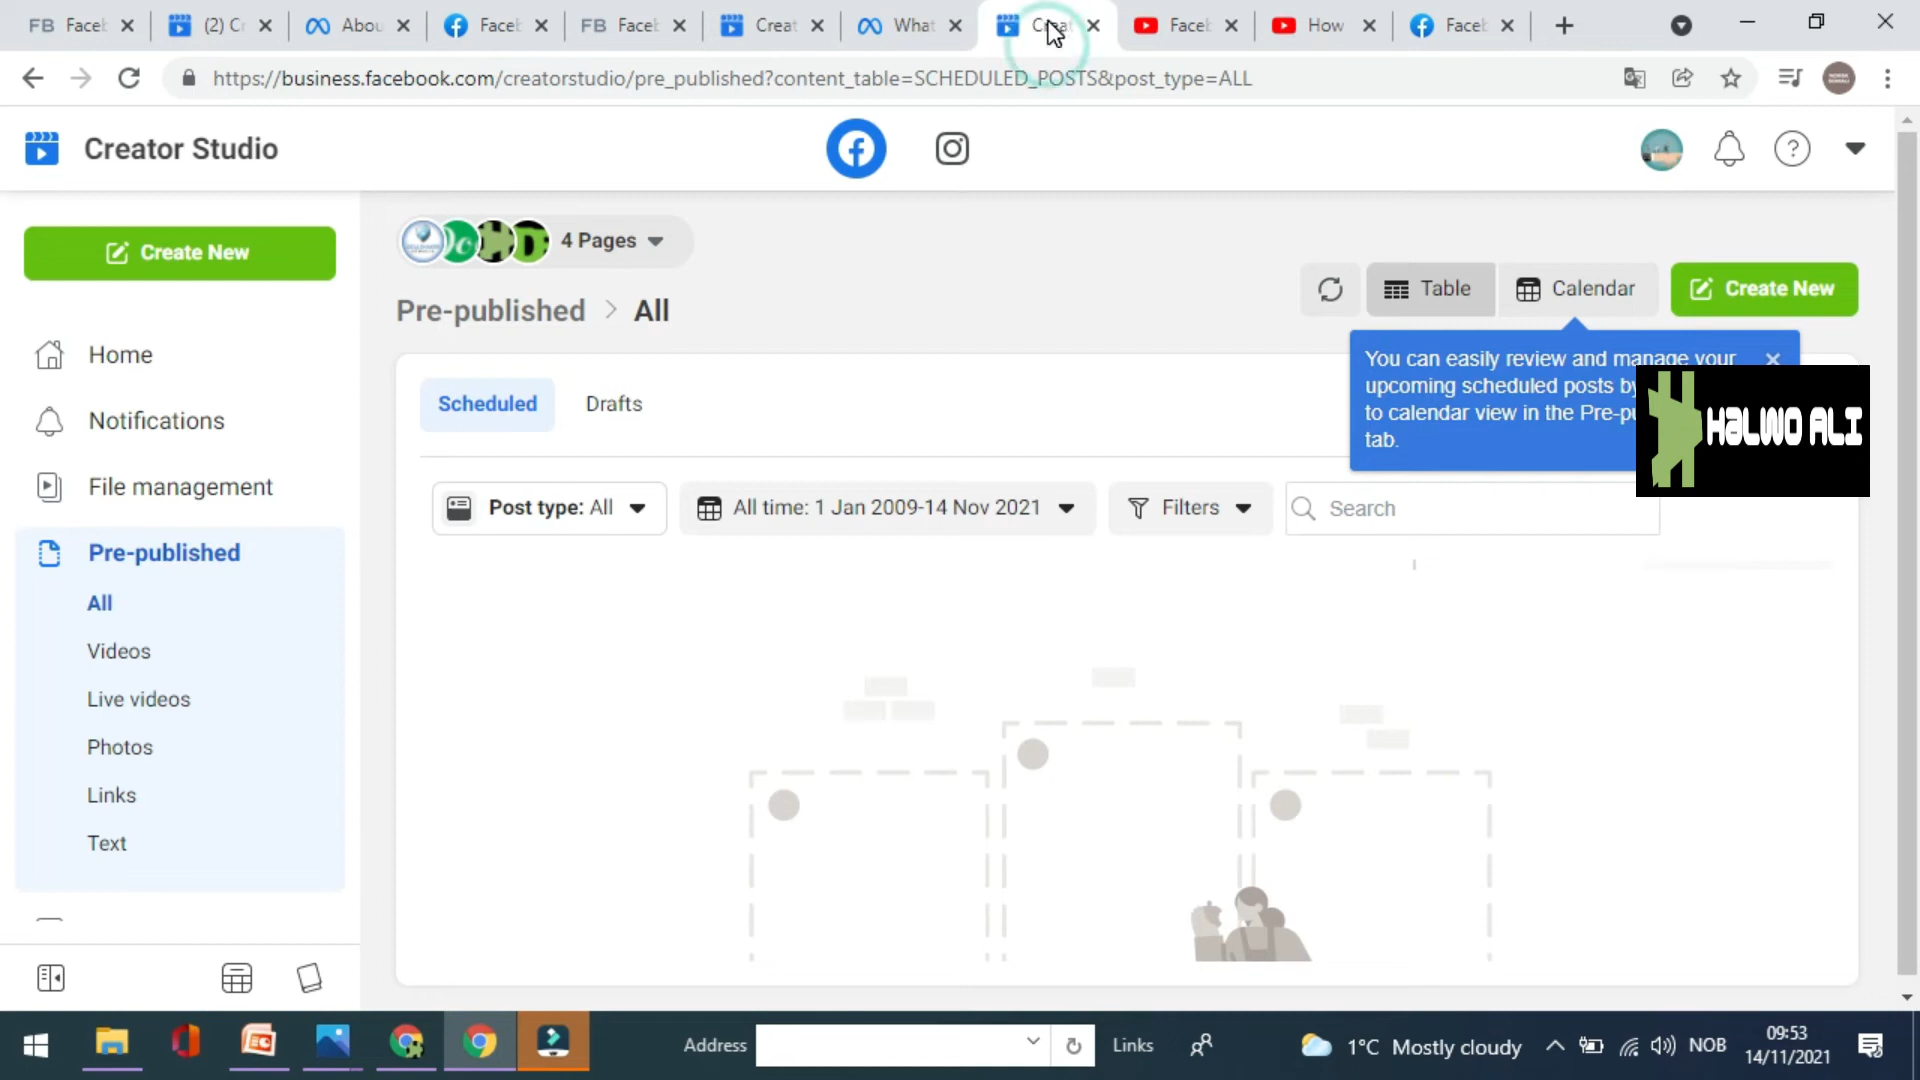 FB Faceb
(2) Cr
Abou
Faceb
FB Faceb
Creat
What
Creat
Faceb
How
Faceb
https://business.facebook.com/creatorstudio/pre_published?content_table=SCHEDULED_POSTS&post_type=ALL
Creator Studio
Create New
4 Pages
Pre-published > All
Table
Calendar
Create New
You can easily review and manage your
upcoming scheduled posts by
to calendar view in the Pre-pu
tab.
HALWO ALI
Home
Notifications
File management
Pre-published
All
Videos
Live videos
Photos
Links
Text
Scheduled
Drafts
Post type: All
All time: 1 Jan 2009-14 Nov 2021
Filters
Search
Address
Links
1°C Mostly cloudy
NOB
09:53
14/11/2021